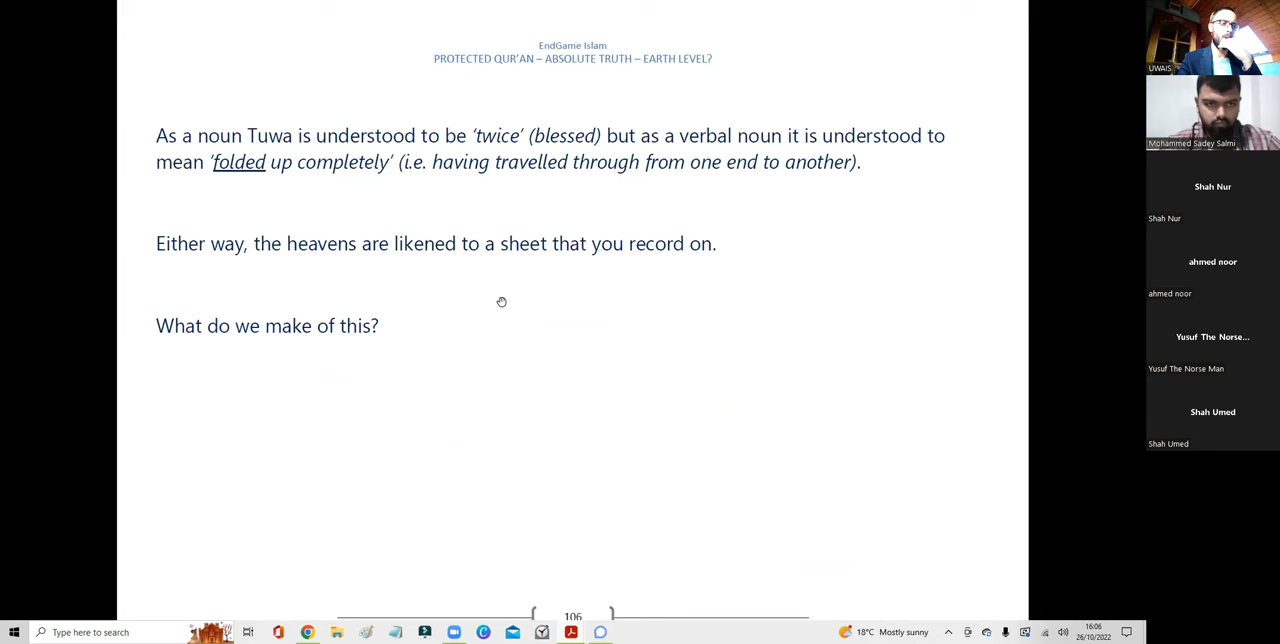 EndGame Islam
PROTECTED QUR'AN – ABSOLUTE TRUTH – EARTH LEVEL?
As a noun Tuwa is understood to be 'twice' (blessed) but as a verbal noun it is understood to
mean 'folded up completely' (i.e. having travelled through from one end to another).
Either way, the heavens are likened to a sheet that you record on.
What do we make of this?
106
UWAIS
Mohammed Sadey Salmi
Shah Nur
Shah Nur
ahmed noor
ahmed noor
Yusuf The Norse...
Yusuf The Norse Man
Shah Umed
Shah Umed
Type here to search
18°C Mostly sunny
16:06
26/10/2022